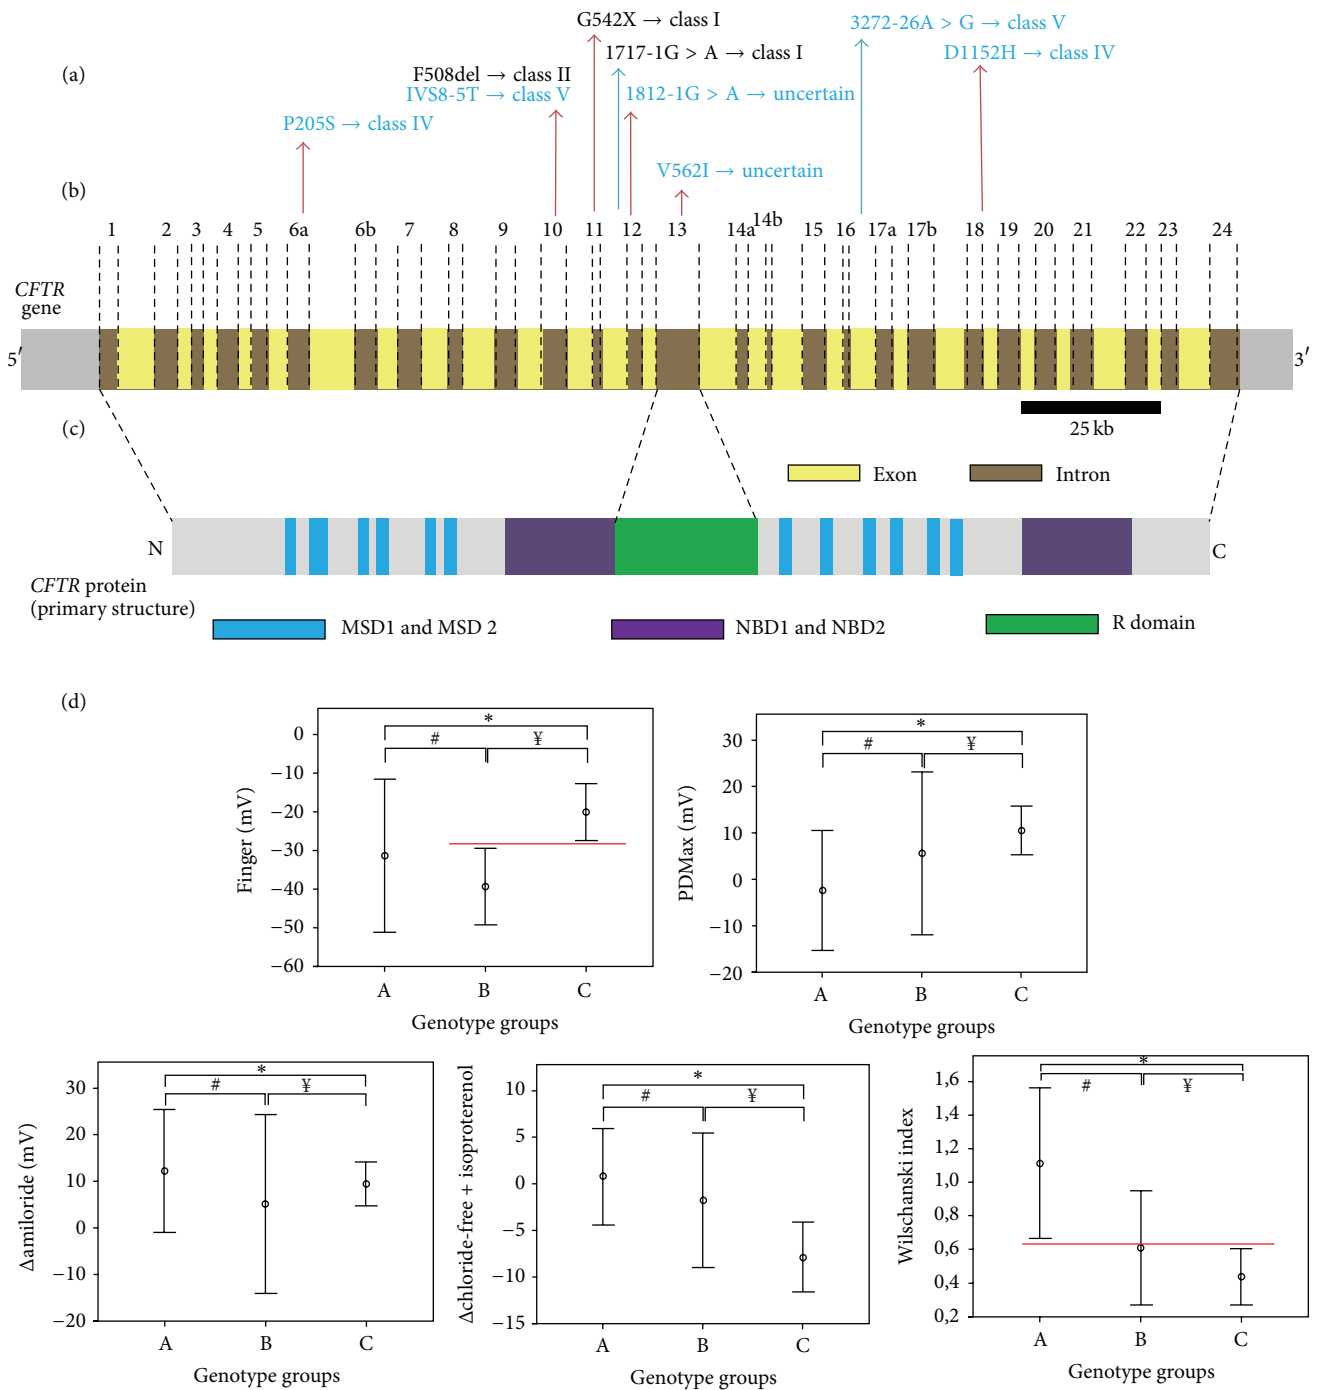 (a)
G542X → class I
1717-1G > A → class I
3272-26A > G → class V
D1152H → class IV
F508del → class II
IVS8-5T → class V
1812-1G > A → uncertain
P205S → class IV
V562I → uncertain
(b)
1 2 3 4 5 6a 6b 7 8 9 10 11 12 13 14a 14b 15 16 17a 17b 18 19 20 21 22 23 24
CFTR
gene
5′
3′
25 kb
(c)
Exon
Intron
N
C
CFTR protein
(primary structure)
MSD1 and MSD 2
NBD1 and NBD2
R domain
(d)
Finger (mV)
0
−10
−20
−30
−40
−50
−60
*
# ¥
A B C
Genotype groups
PDMax (mV)
30
20
10
0
−10
−20
*
# ¥
A B C
Genotype groups
Δamiloride (mV)
30
20
10
0
−10
−20
*
# ¥
A B C
Genotype groups
Δchloride-free + isoproterenol
10
5
0
−5
−10
−15
*
# ¥
A B C
Genotype groups
Wilschanski index
1,6
1,4
1,2
1,0
0,8
0,6
0,4
0,2
*
# ¥
A B C
Genotype groups